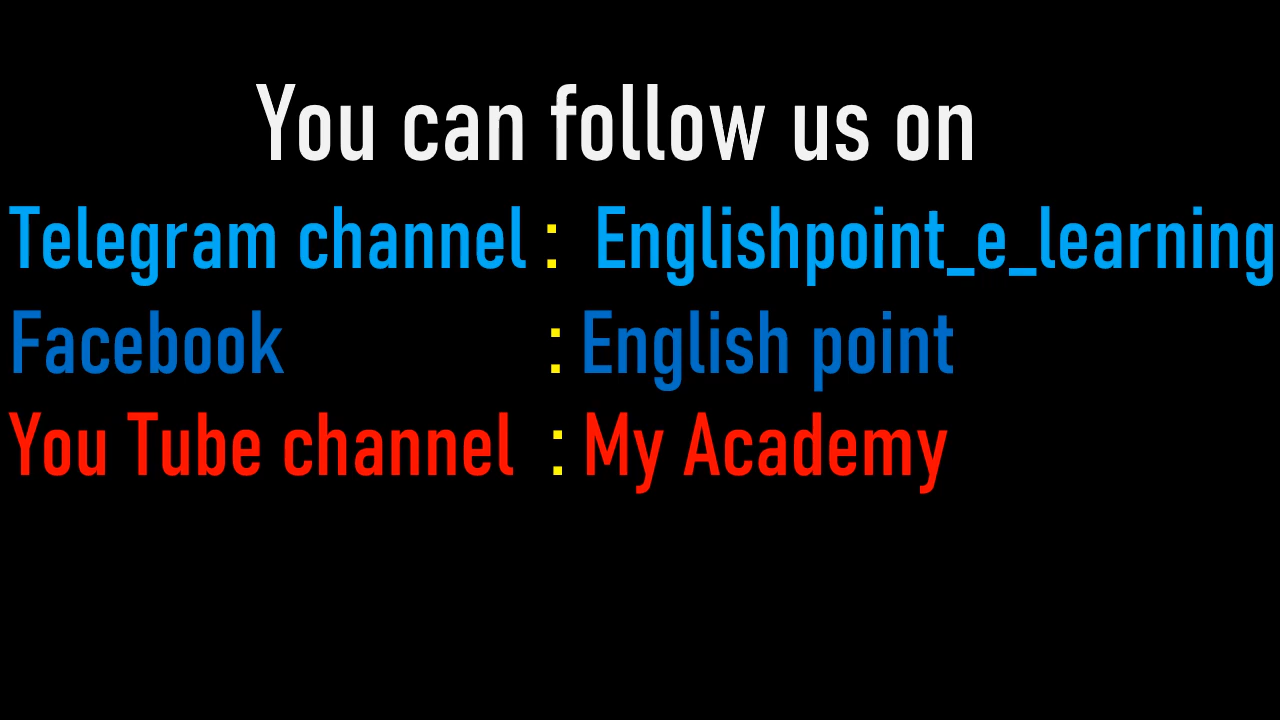 You can follow us on
Telegram channel : Englishpoint_e_learning
Facebook : English point
You Tube channel : My Academy